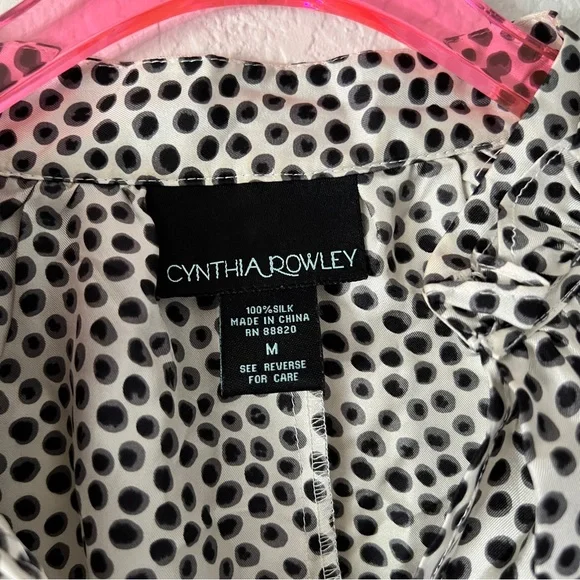 CYNTHIA ROWLEY
100% SILK
MADE IN CHINA
RN 88820
M
SEE REVERSE
FOR CARE